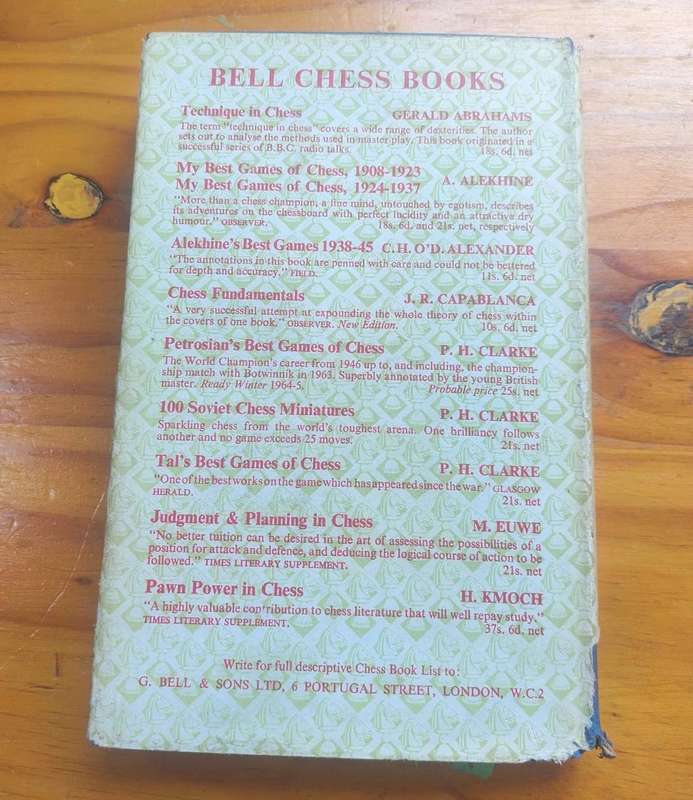 BELL CHESS BOOKS
Technique in Chess GERALD ABRAHAMS
The term "technique in chess" covers a wide range of dexterities. The author
sets out to analyse the methods used in master play. This book originated in a
successful series of B.B.C. radio talks. 18s. 6d. net
My Best Games of Chess, 1908-1923
My Best Games of Chess, 1924-1937 A. ALEKHINE
"More than a chess champion, a fine mind, untouched by egotism, describes
its adventures on the chessboard with perfect lucidity and an attractive dry
humour." OBSERVER. 18s. 6d. and 21s. net, respectively
Alekhine's Best Games 1938-45 C. H. O'D. ALEXANDER
"The annotations in this book are penned with care and could not be bettered
for depth and accuracy." FIELD. 11s. 6d. net
Chess Fundamentals J. R. CAPABLANCA
"A very successful attempt at expounding the whole theory of chess within
the covers of one book." OBSERVER. New Edition. 10s. 6d. net
Petrosian's Best Games of Chess P. H. CLARKE
The World Champion's career from 1946 up to, and including, the champion-
ship match with Botwinnik in 1963. Superbly annotated by the young British
master. Ready Winter 1964-5. Probable price 25s. net
100 Soviet Chess Miniatures P. H. CLARKE
Sparkling chess from the world's toughest arena. One brilliancy follows
another and no game exceeds 25 moves. 21s. net
Tal's Best Games of Chess P. H. CLARKE
"One of the best works on the game which has appeared since the war." GLASGOW
HERALD. 21s. net
Judgment & Planning in Chess M. EUWE
"No better tuition can be desired in the art of assessing the possibilities of a
position for attack and defence, and deducing the logical course of action to be
followed." TIMES LITERARY SUPPLEMENT. 21s. net
Pawn Power in Chess H. KMOCH
"A highly valuable contribution to chess literature that will well repay study."
TIMES LITERARY SUPPLEMENT. 37s. 6d. net
Write for full descriptive Chess Book List to:
G. BELL & SONS LTD, 6 PORTUGAL STREET, LONDON, W.C.2